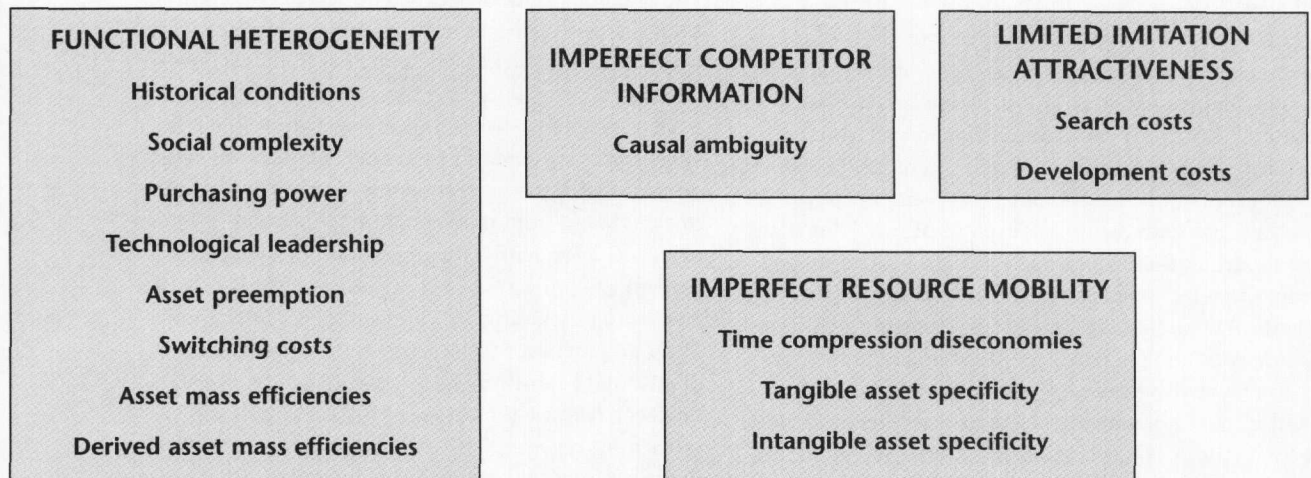 FUNCTIONAL HETEROGENEITY
Historical conditions
Social complexity
Purchasing power
Technological leadership
Asset preemption
Switching costs
Asset mass efficiencies
Derived asset mass efficiencies
IMPERFECT COMPETITOR
INFORMATION
Causal ambiguity
LIMITED IMITATION
ATTRACTIVENESS
Search costs
Development costs
IMPERFECT RESOURCE MOBILITY
Time compression diseconomies
Tangible asset specificity
Intangible asset specificity